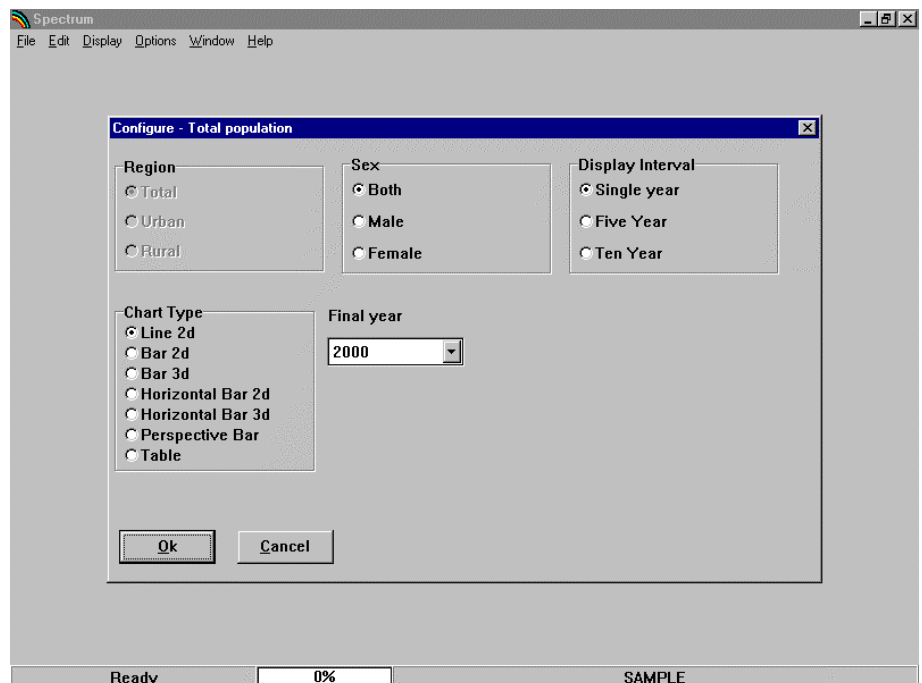 Spectrum
File Edit Display Options Window Help
Configure - Total population
Region
Total
Urban
Rural
Sex
Both
Male
Female
Display Interval
Single year
Five Year
Ten Year
Chart Type
Line 2d
Bar 2d
Bar 3d
Horizontal Bar 2d
Horizontal Bar 3d
Perspective Bar
Table
Final year
2000
Ok Cancel
Ready 0% SAMPLE